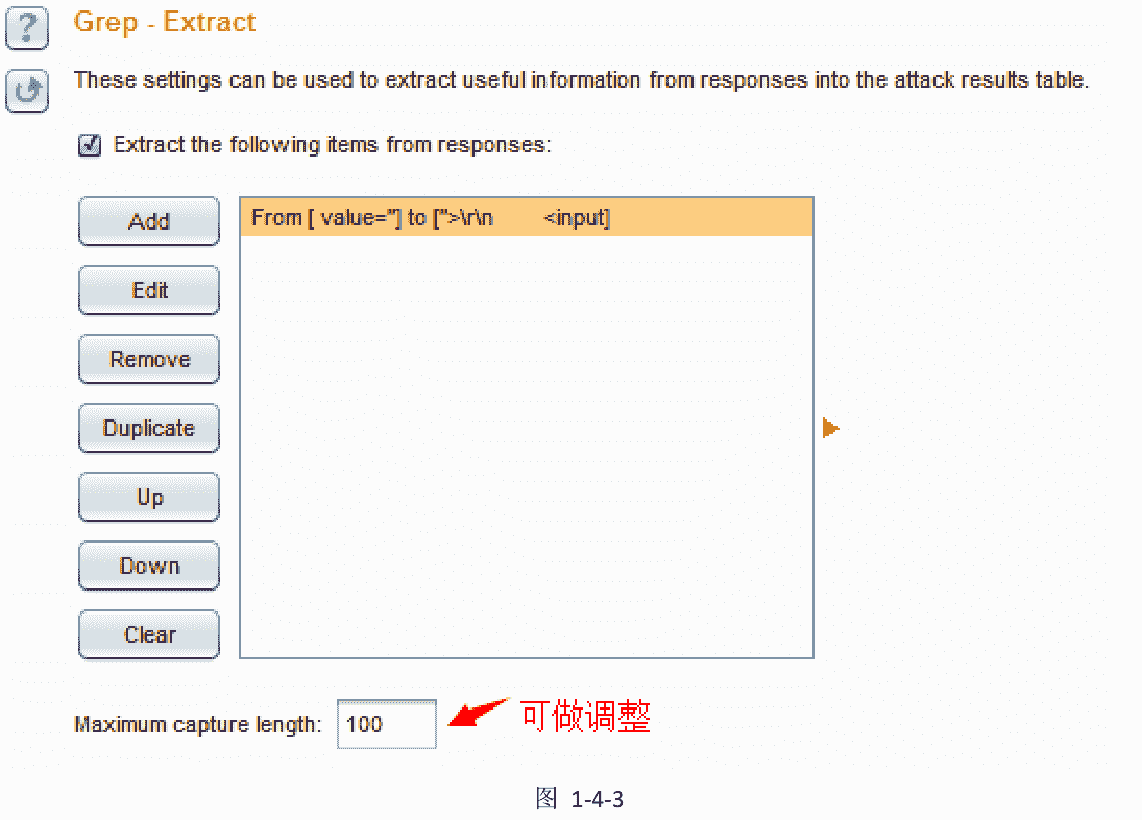 Grep - Extract
These settings can be used to extract useful information from responses into the attack results table.
Extract the following items from responses:
Add
From [ value="] to [">\r\n        <input]
Edit
Remove
Duplicate
Up
Down
Clear
Maximum capture length: 100 可做调整
图 1-4-3